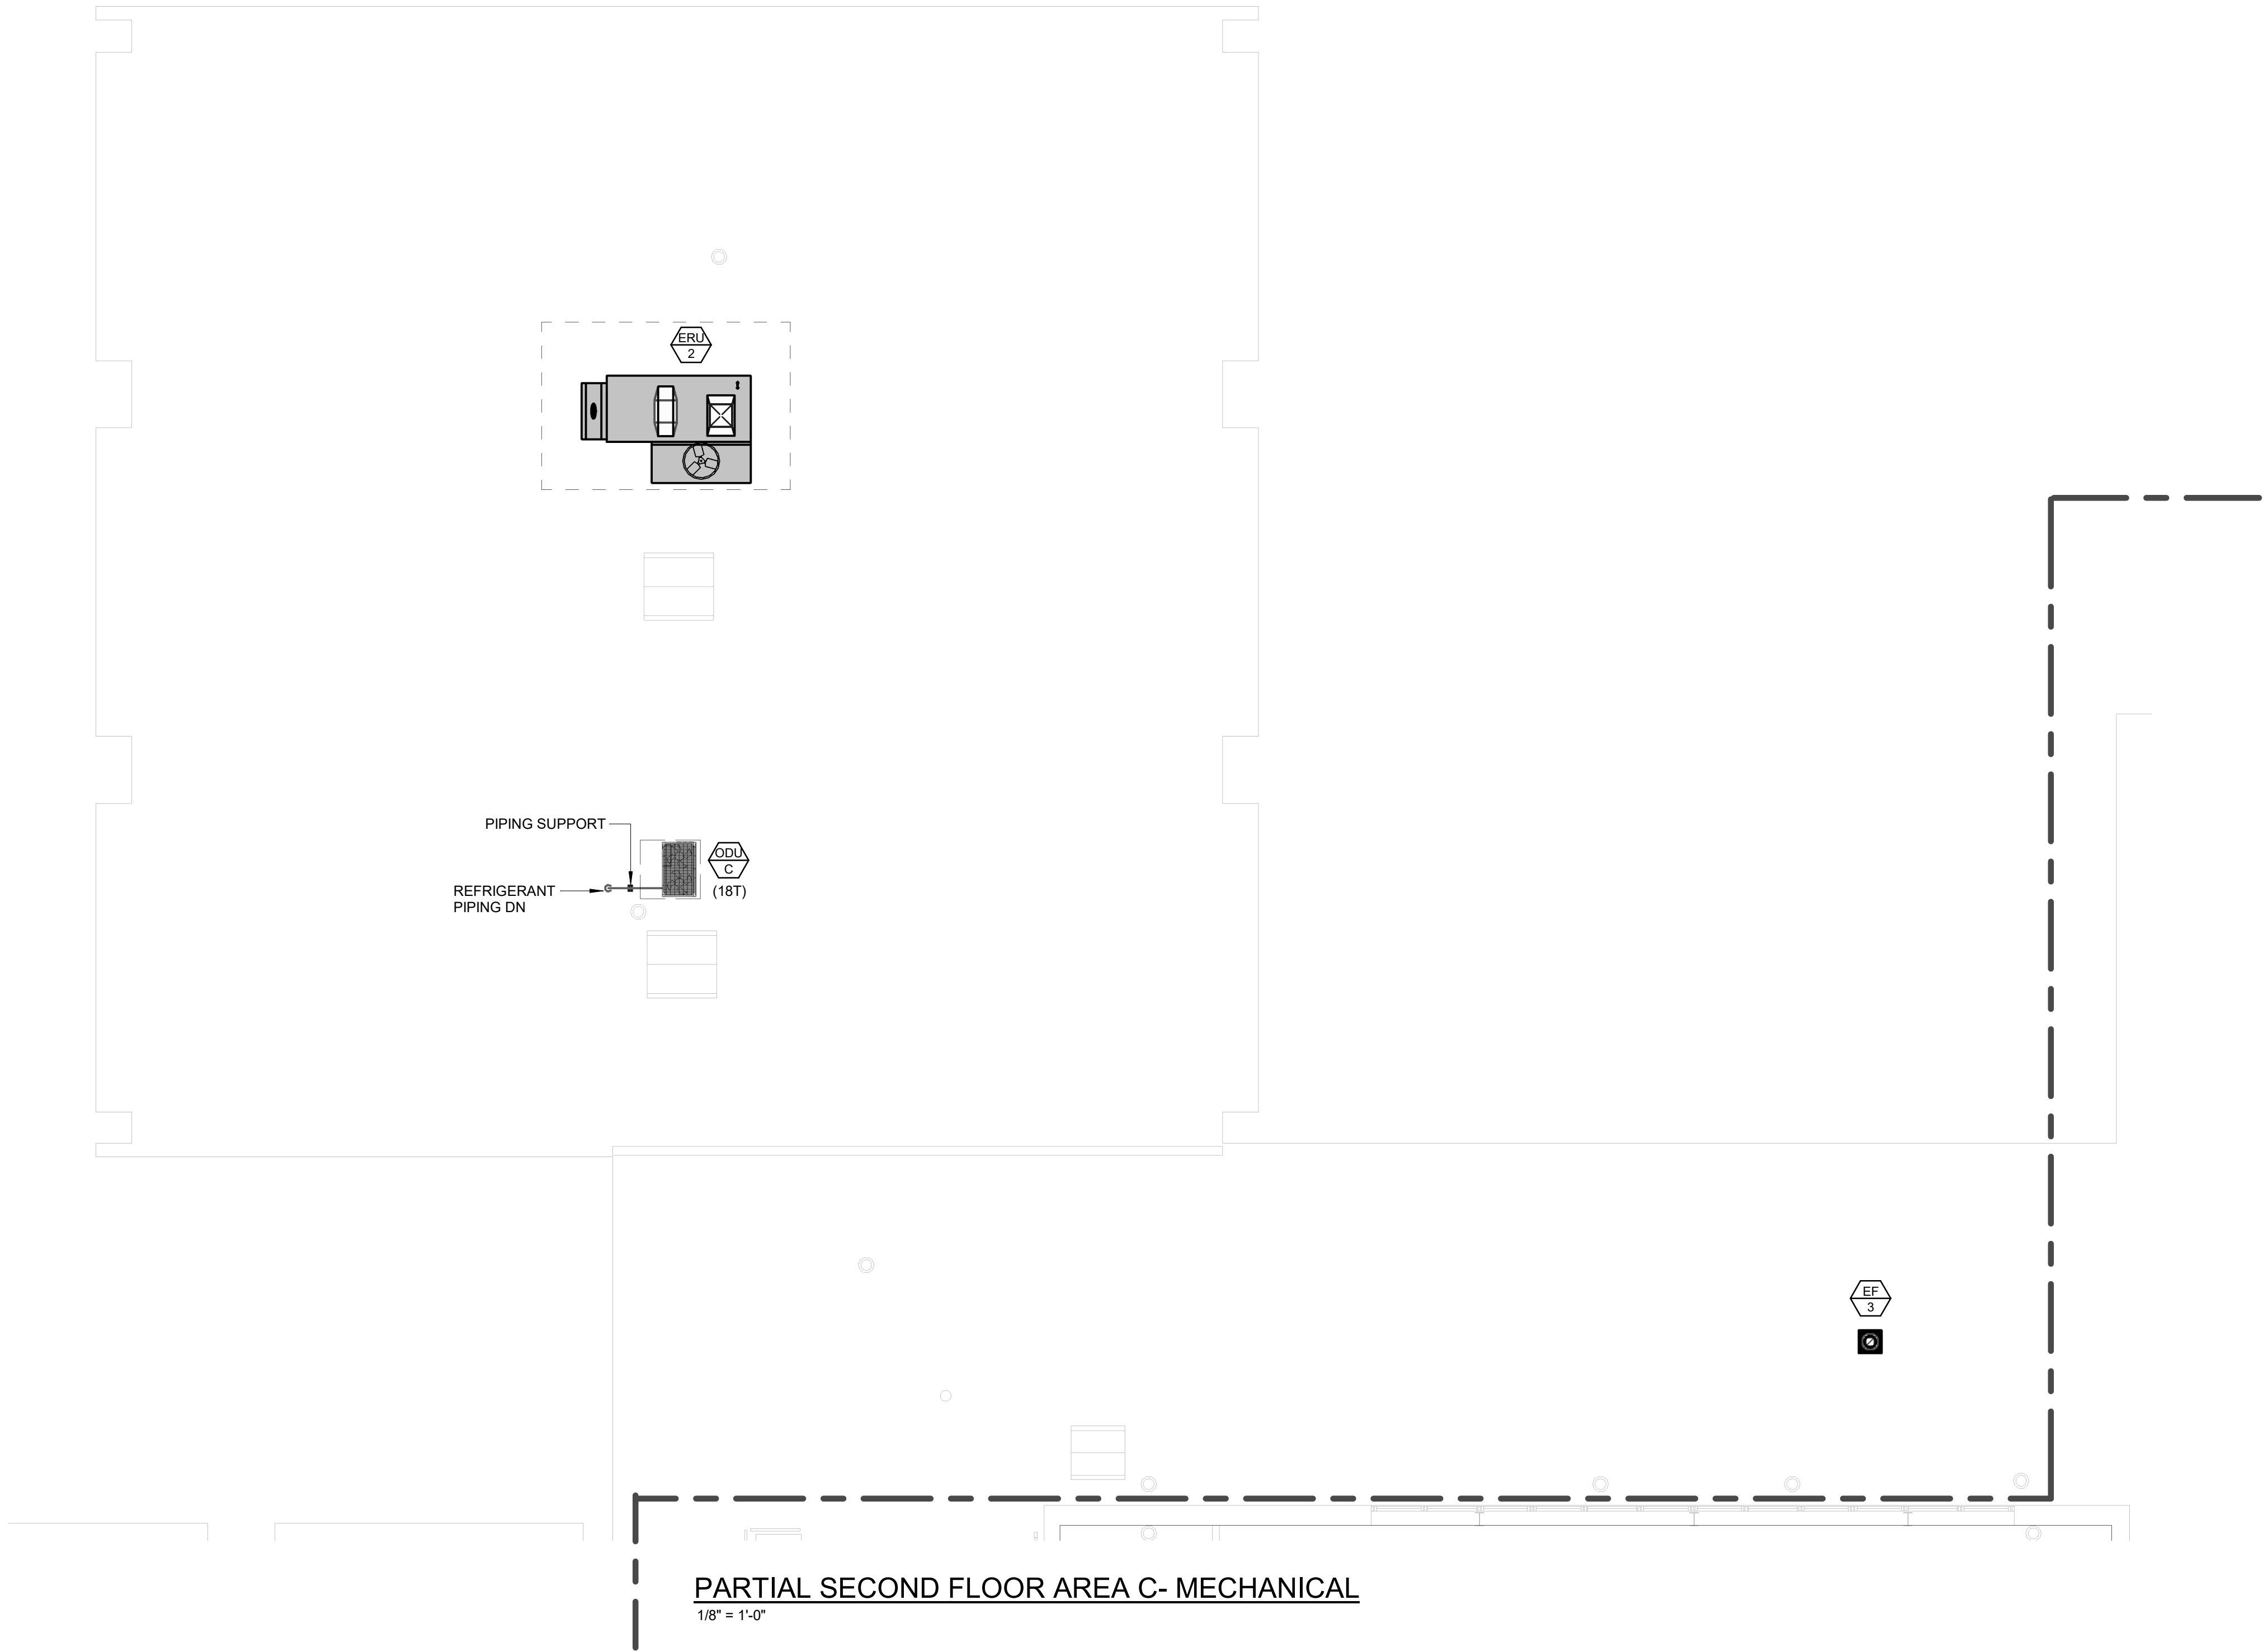 ERU
2
PIPING SUPPORT
ODU
C
(18T)
REFRIGERANT
PIPING DN
EF
3
PARTIAL SECOND FLOOR AREA C- MECHANICAL
1/8" = 1'-0"